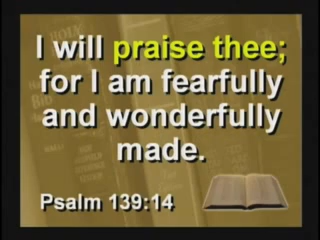 I will praise thee;
for I am fearfully
and wonderfully
made.
Psalm 139:14